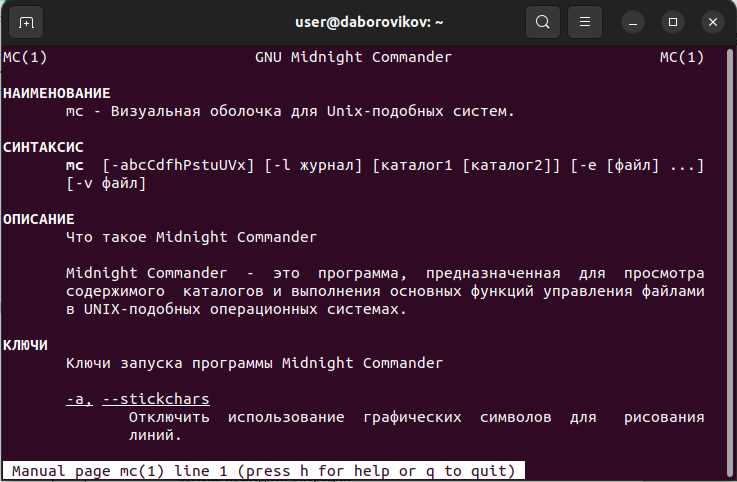 user@daborovikov: ~
MC(1) GNU Midnight Commander MC(1)
НАИМЕНОВАНИЕ
mc - Визуальная оболочка для Unix-подобных систем.
СИНТАКСИС
mc [-abcCdfhPstuUVx] [-l журнал] [каталог1 [каталог2]] [-e [файл] ...]
[-v файл]
ОПИСАНИЕ
Что такое Midnight Commander
Midnight Commander - это программа, предназначенная для просмотра
содержимого каталогов и выполнения основных функций управления файлами
в UNIX-подобных операционных системах.
КЛЮЧИ
Ключи запуска программы Midnight Commander
-a, --stickchars
Отключить использование графических символов для рисования
линий.
Manual page mc(1) line 1 (press h for help or q to quit)